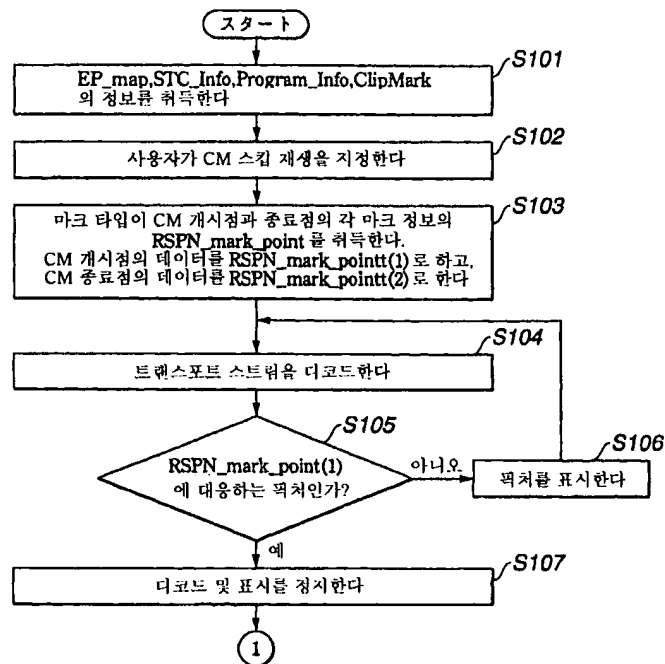 スタート
S101
EP_map,STC_Info,Program_Info,ClipMark
의 정보를 취득한다
S102
사용자가 CM 스킵 재생을 지정한다
S103
마크 타입이 CM 개시점과 종료점의 각 마크 정보의
RSPN_mark_point 를 취득한다.
CM 개시점의 데이터를 RSPN_mark_pointt(1)로 하고,
CM 종료점의 데이터를 RSPN_mark_pointt(2)로 한다
S104
트랜스포트 스트림을 디코드한다
S105
RSPN_mark_point(1)
에 대응하는 픽처인가?
아니오
S106
픽처를 표시한다
예
S107
디코드 및 표시를 정지한다
1